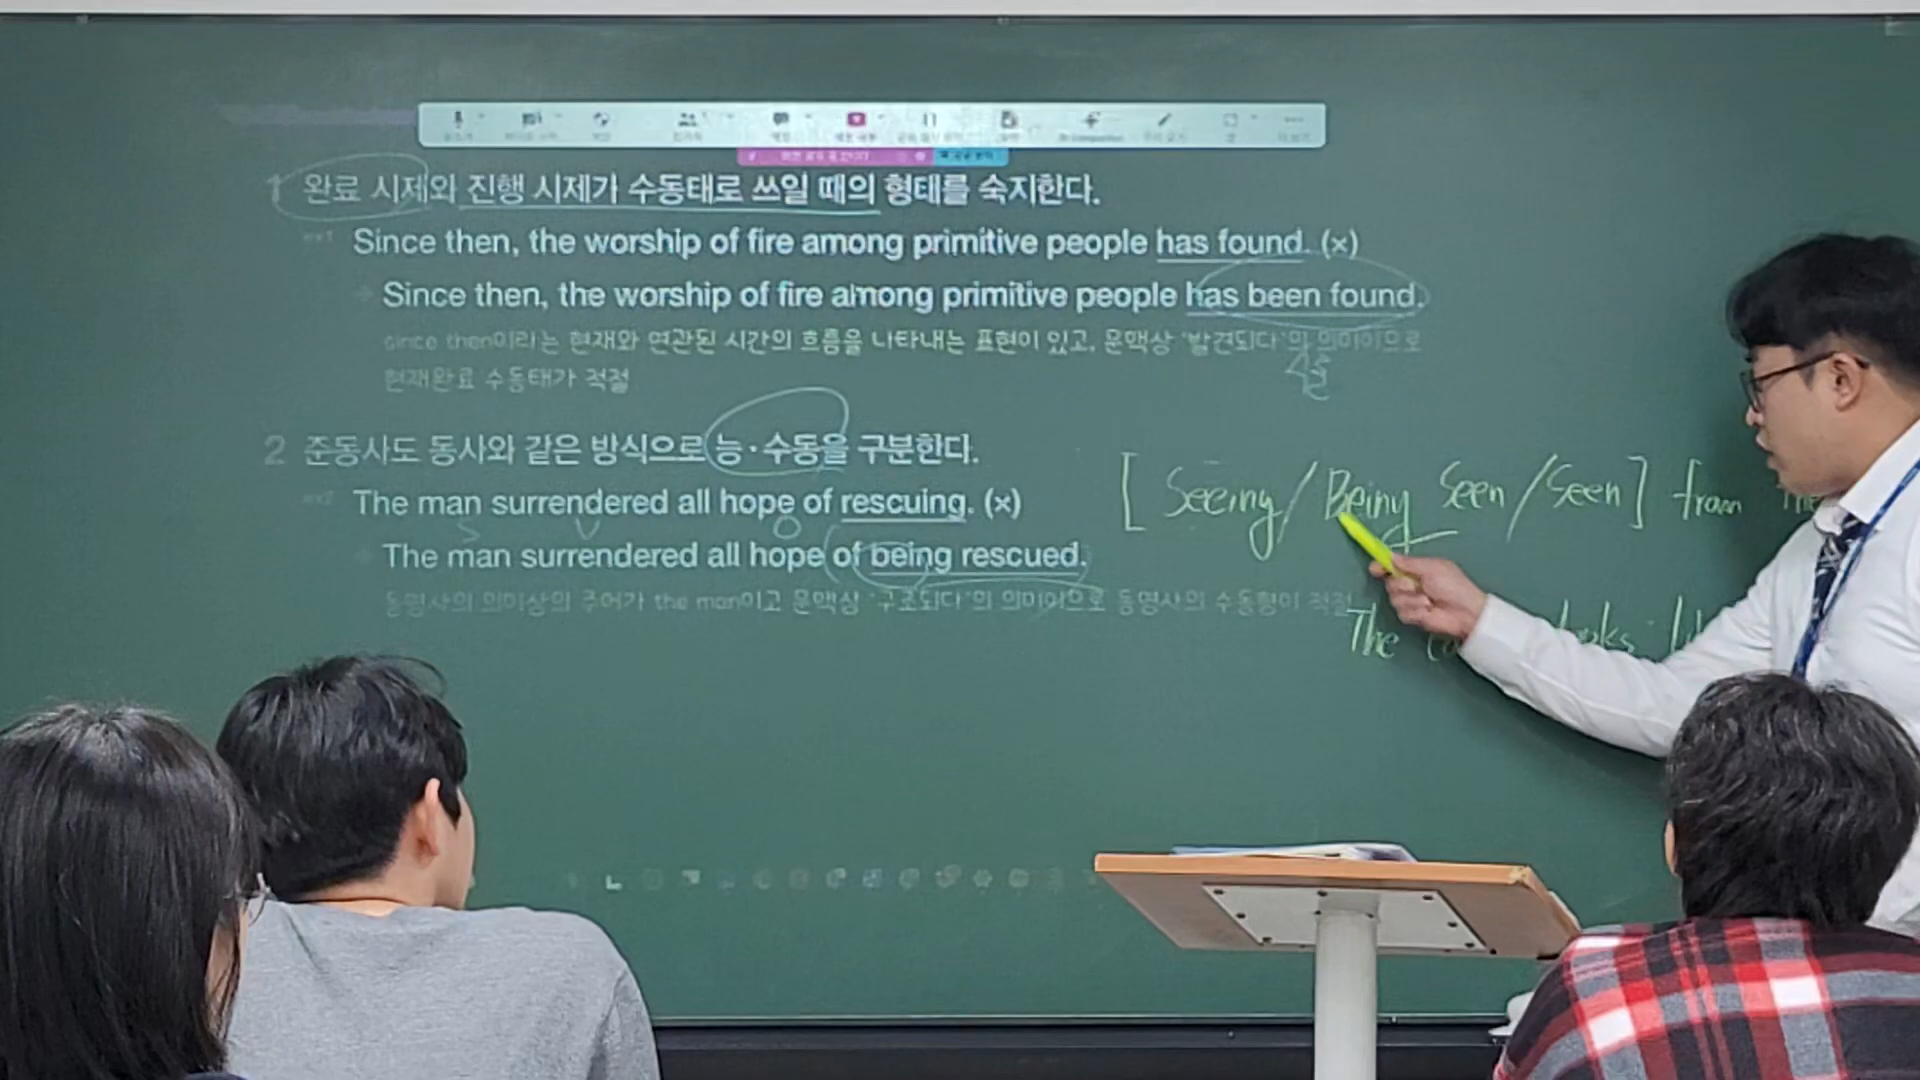 1 완료 시제와 진행 시제가 수동태로 쓰일 때의 형태를 숙지한다.
ex1 Since then, the worship of fire among primitive people has found. (×)
Since then, the worship of fire among primitive people has been found.
since then이라는 현재와 연관된 시간의 흐름을 나타내는 표현이 있고, 문맥상 '발견되다'의 의미이므로
현재완료 수동태가 적절
2 준동사도 동사와 같은 방식으로 능·수동을 구분한다.
ex2 The man surrendered all hope of rescuing. (×)
S V O
The man surrendered all hope of being rescued.
동명사의 의미상의 주어가 the man이고 문맥상 '구조되다'의 의미이므로 동명사의 수동형이 적절
[ Seeing / Being Seen / Seen ] from the
The looks